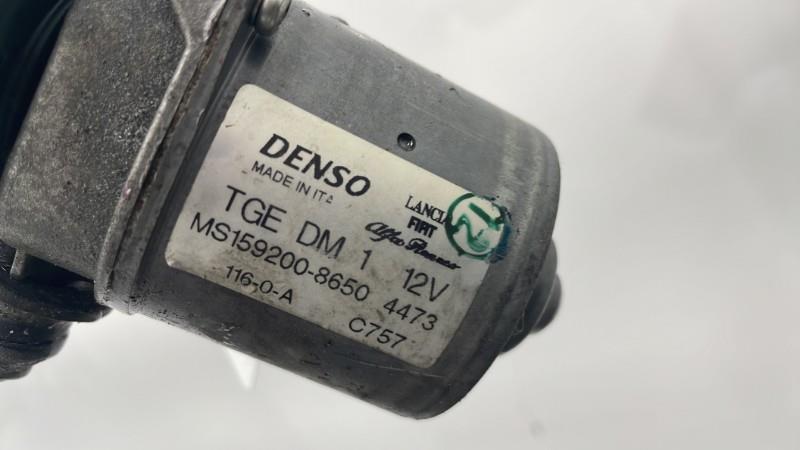 DENSO
MADE IN ITA
LANCIA
FIAT
Alfa Romeo
TGE DM 1 12V
MS159200-8650 4473
116-0-A C757